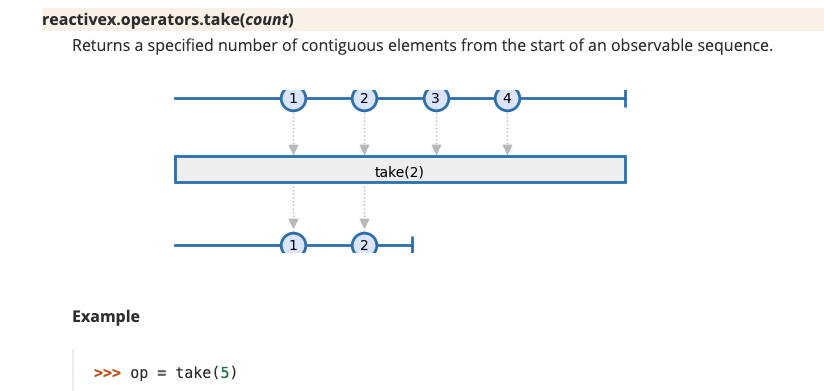 reactivex.operators.take(count)
Returns a specified number of contiguous elements from the start of an observable sequence.
1 2 3 4
take(2)
1 2
Example
>>> op = take(5)